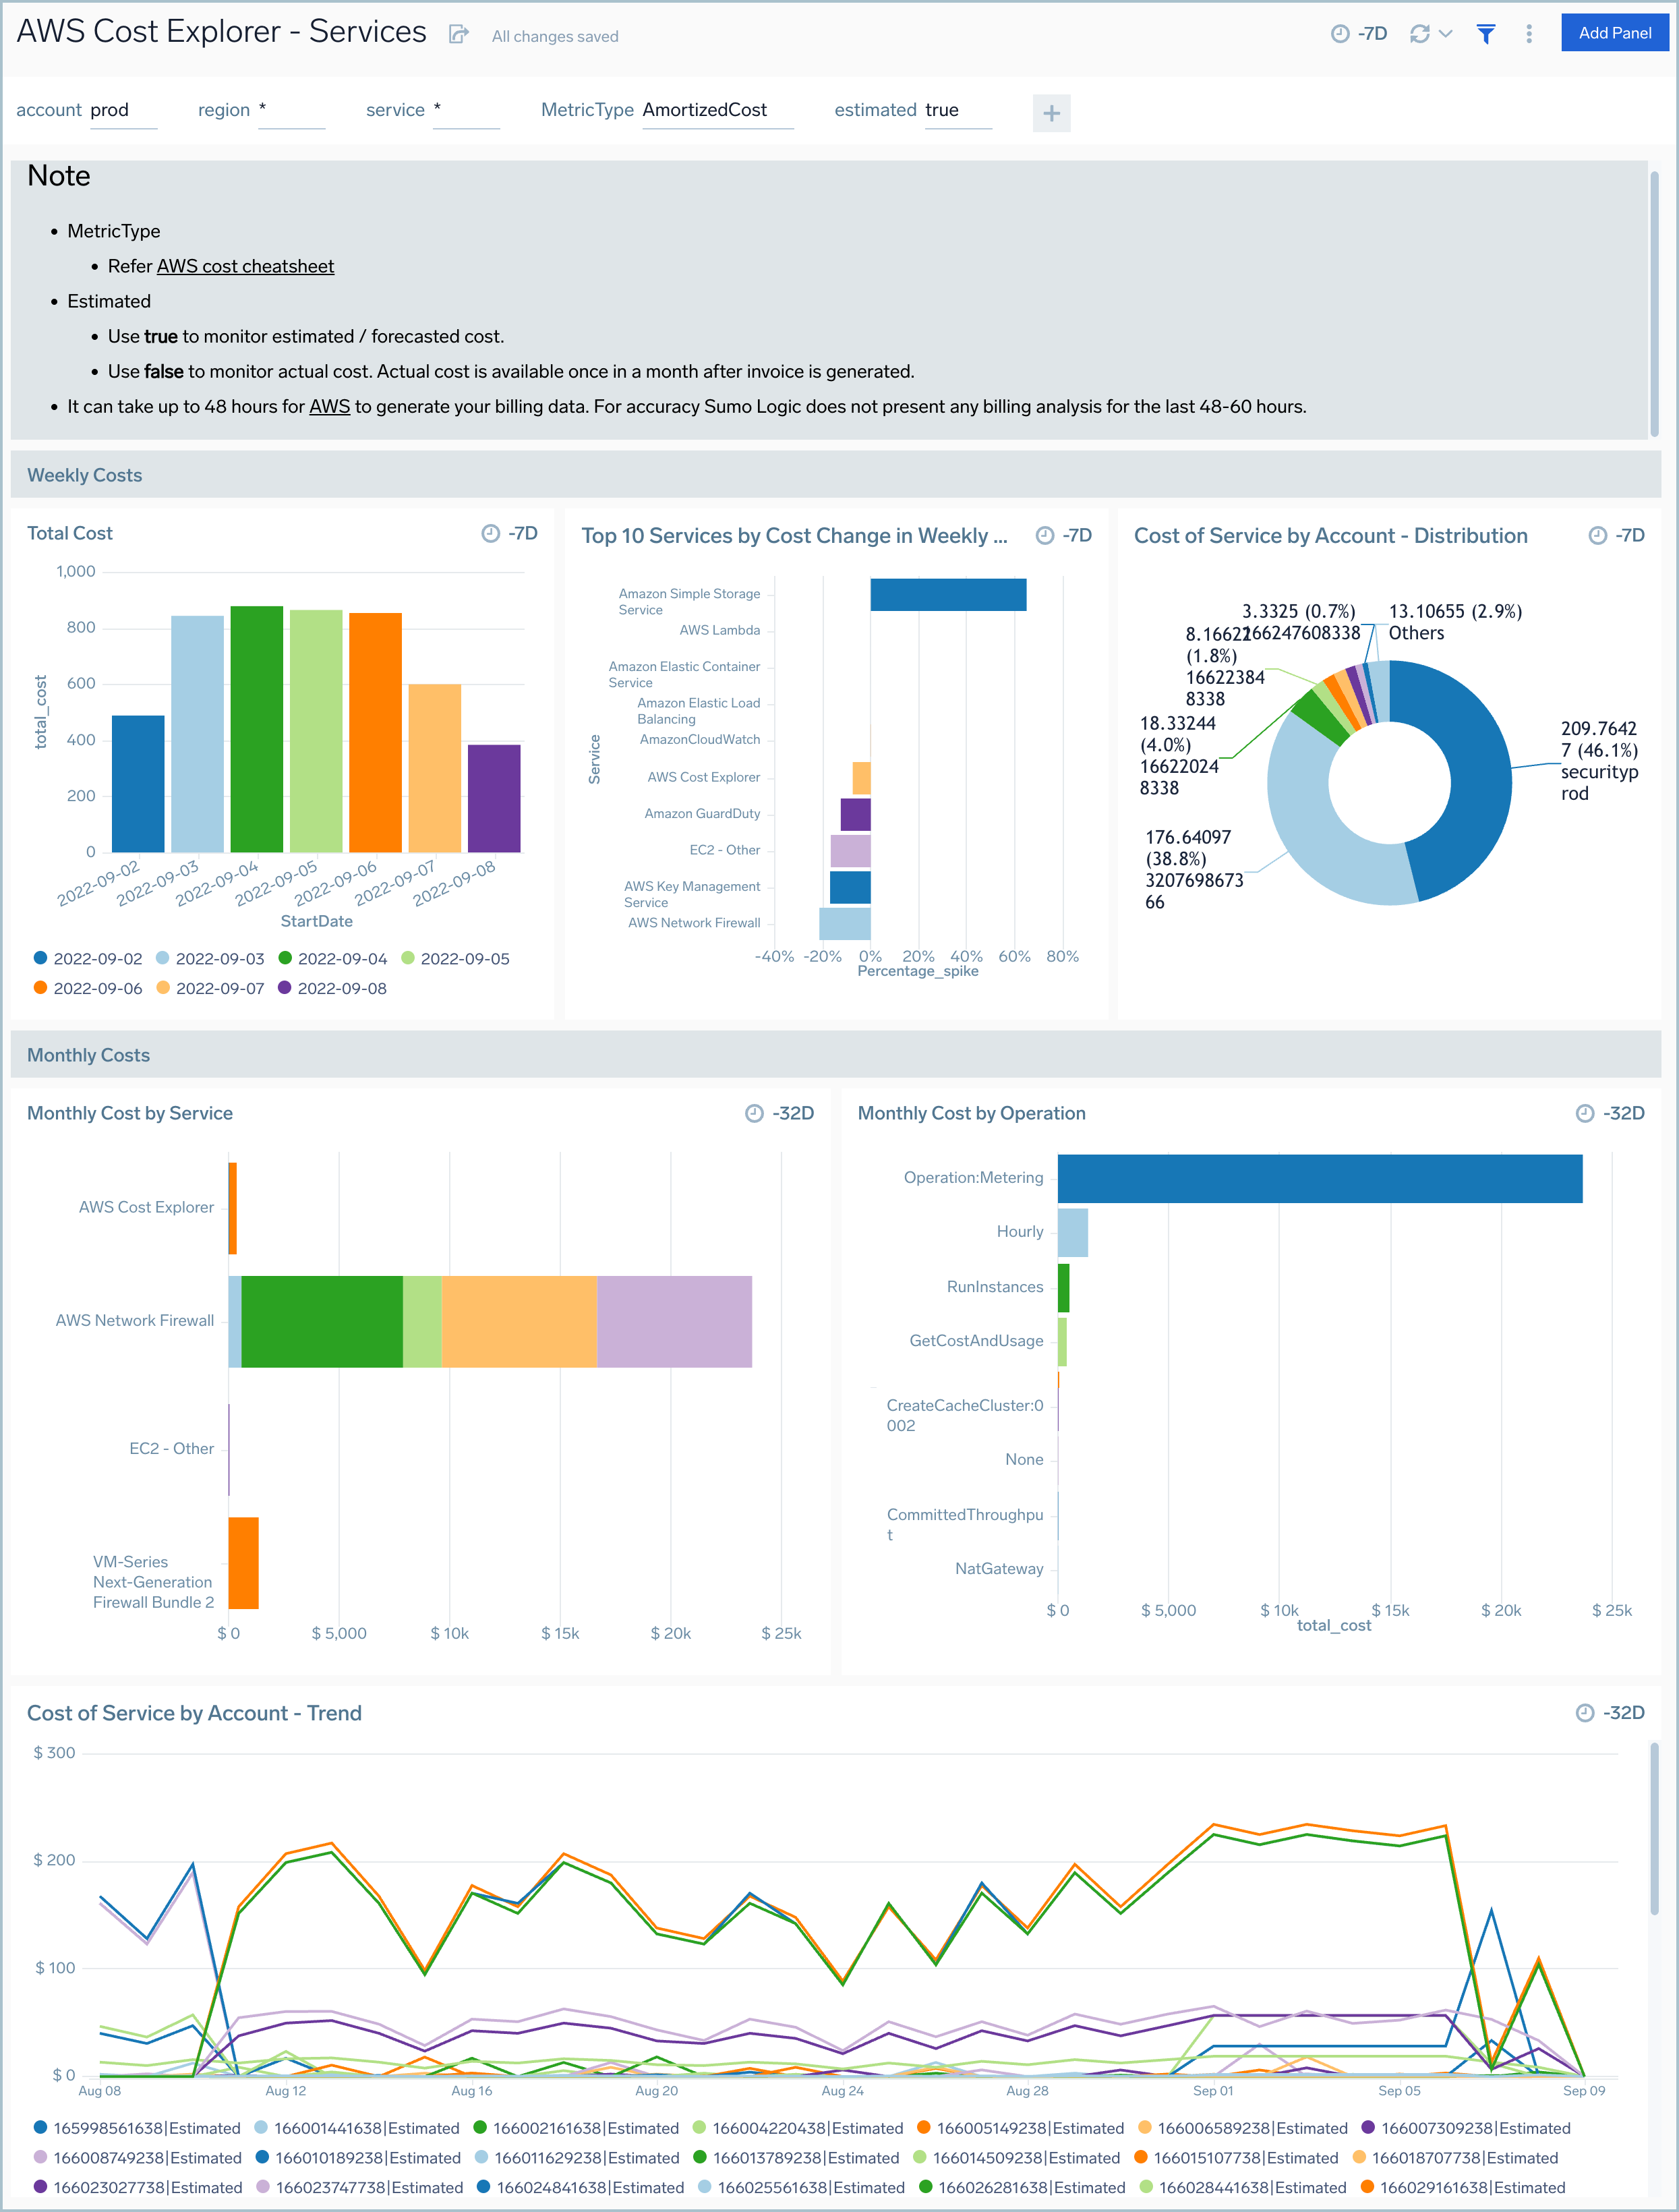 AWS Cost Explorer - Services
All changes saved
-7D
Add Panel
account prod
region *
service *
MetricType AmortizedCost
estimated true
+
Note
• MetricType
• Refer AWS cost cheatsheet
• Estimated
• Use true to monitor estimated / forecasted cost.
• Use false to monitor actual cost. Actual cost is available once in a month after invoice is generated.
• It can take up to 48 hours for AWS to generate your billing data. For accuracy Sumo Logic does not present any billing analysis for the last 48-60 hours.
Weekly Costs
Total Cost
-7D
1,000
800
600
400
200
0
total_cost
2022-09-02
2022-09-03
2022-09-04
2022-09-05
2022-09-06
2022-09-07
2022-09-08
StartDate
2022-09-02 2022-09-03 2022-09-04 2022-09-05
2022-09-06 2022-09-07 2022-09-08
Top 10 Services by Cost Change in Weekly ...
-7D
Service
Amazon Simple Storage
Service
AWS Lambda
Amazon Elastic Container
Service
Amazon Elastic Load
Balancing
AmazonCloudWatch
AWS Cost Explorer
Amazon GuardDuty
EC2 - Other
AWS Key Management
Service
AWS Network Firewall
-40% -20% 0% 20% 40% 60% 80%
Percentage_spike
Cost of Service by Account - Distribution
-7D
3.3325 (0.7%)
166247608338
13.10655 (2.9%)
Others
8.16622
(1.8%)
16622384
8338
18.33244
(4.0%)
16622024
8338
176.64097
(38.8%)
3207698673
66
209.7642
7 (46.1%)
securityp
rod
Monthly Costs
Monthly Cost by Service
-32D
AWS Cost Explorer
AWS Network Firewall
EC2 - Other
VM-Series
Next-Generation
Firewall Bundle 2
$ 0 $ 5,000 $ 10k $ 15k $ 20k $ 25k
Monthly Cost by Operation
-32D
Operation:Metering
Hourly
RunInstances
GetCostAndUsage
CreateCacheCluster:0
002
None
CommittedThroughpu
t
NatGateway
$ 0 $ 5,000 $ 10k $ 15k $ 20k $ 25k
total_cost
Cost of Service by Account - Trend
-32D
$ 300
$ 200
$ 100
$ 0
Aug 08 Aug 12 Aug 16 Aug 20 Aug 24 Aug 28 Sep 01 Sep 05 Sep 09
165998561638|Estimated 166001441638|Estimated 166002161638|Estimated 166004220438|Estimated 166005149238|Estimated 166006589238|Estimated 166007309238|Estimated
166008749238|Estimated 166010189238|Estimated 166011629238|Estimated 166013789238|Estimated 166014509238|Estimated 166015107738|Estimated 166018707738|Estimated
166023027738|Estimated 166023747738|Estimated 166024841638|Estimated 166025561638|Estimated 166026281638|Estimated 166028441638|Estimated 166029161638|Estimated